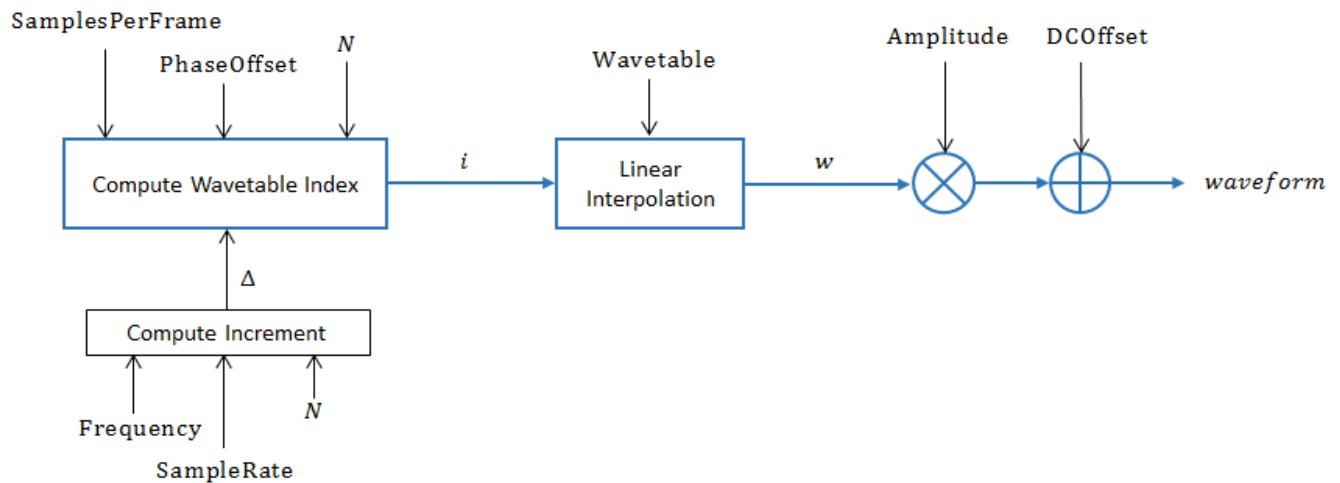 SamplesPerFrame
PhaseOffset
N
Compute Wavetable Index
i
Wavetable
Linear
Interpolation
w
Amplitude
DCOffset
waveform
Δ
Compute Increment
Frequency
SampleRate
N